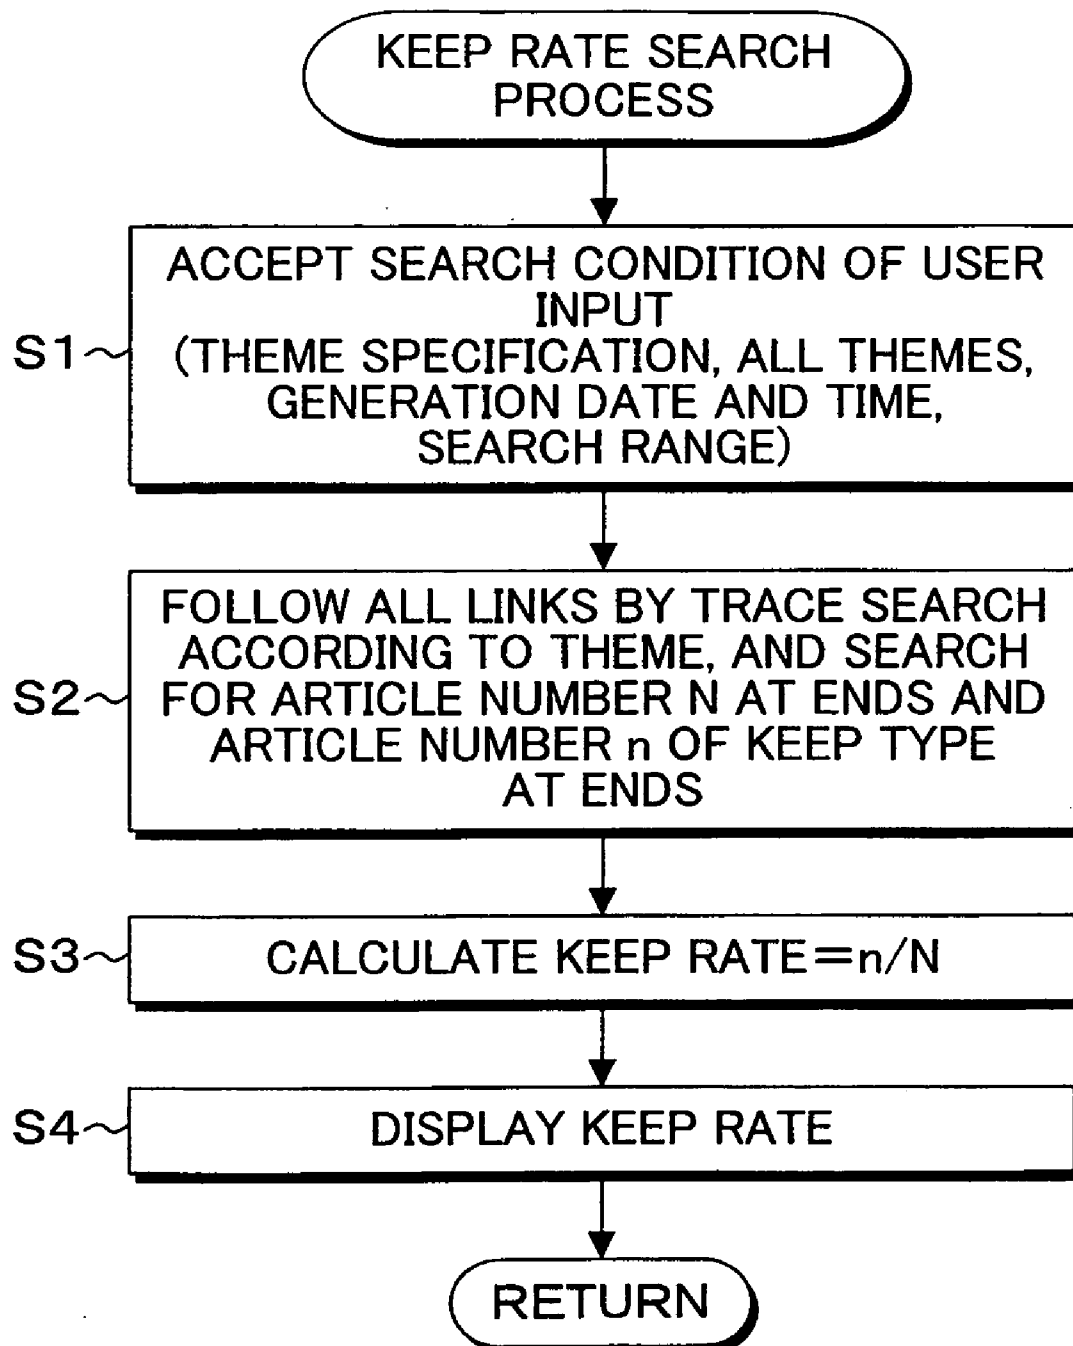 KEEP RATE SEARCH
PROCESS
S1
ACCEPT SEARCH CONDITION OF USER
INPUT
(THEME SPECIFICATION, ALL THEMES,
GENERATION DATE AND TIME,
SEARCH RANGE)
S2
FOLLOW ALL LINKS BY TRACE SEARCH
ACCORDING TO THEME, AND SEARCH
FOR ARTICLE NUMBER N AT ENDS AND
ARTICLE NUMBER n OF KEEP TYPE
AT ENDS
S3
CALCULATE KEEP RATE=n/N
S4
DISPLAY KEEP RATE
RETURN